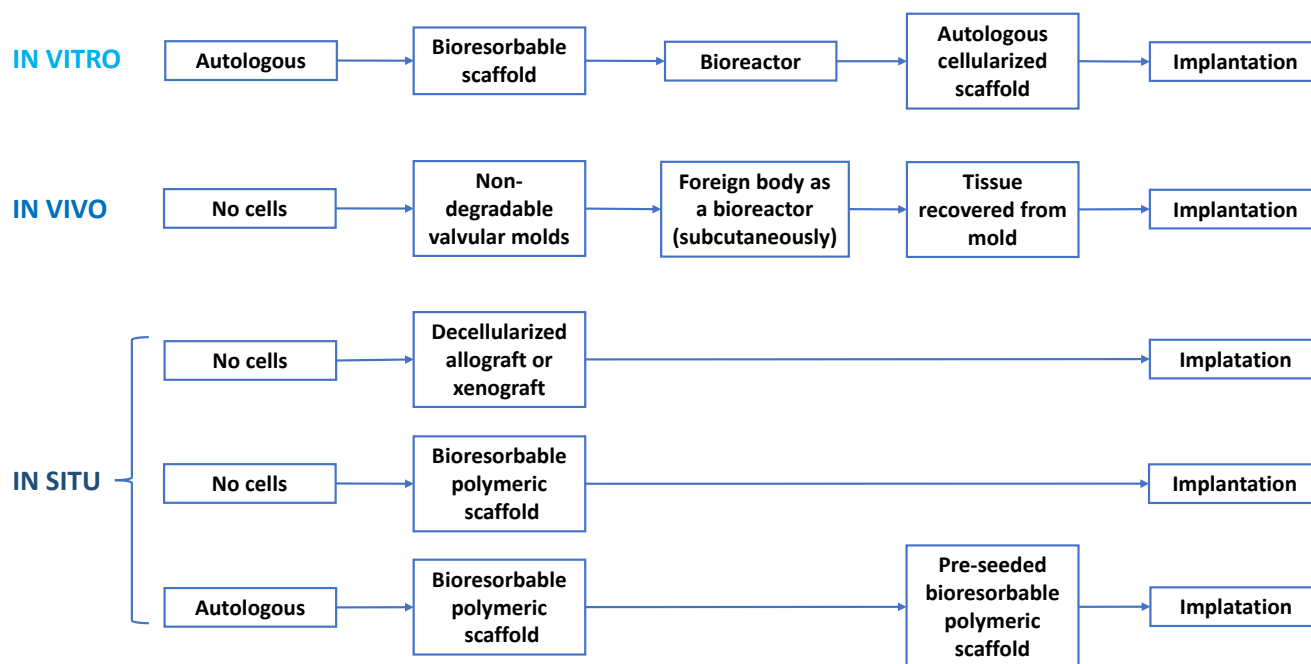 IN VITRO
Autologous
Bioresorbable
scaffold
Bioreactor
Autologous
cellularized
scaffold
Implantation
IN VIVO
No cells
Non-
degradable
valvular molds
Foreign body as
a bioreactor
(subcutaneously)
Tissue
recovered from
mold
Implantation
IN SITU
No cells
Decellularized
allograft or
xenograft
Implatation
No cells
Bioresorbable
polymeric
scaffold
Implantation
Autologous
Bioresorbable
polymeric
scaffold
Pre-seeded
bioresorbable
polymeric
scaffold
Implatation